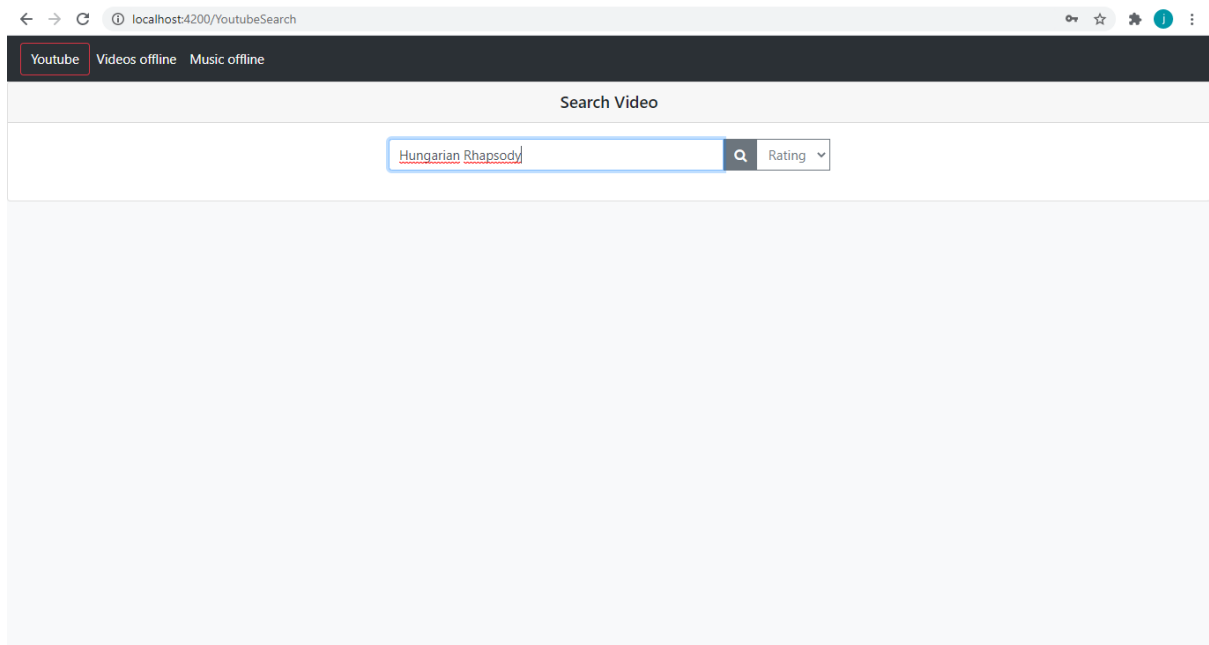 localhost:4200/YoutubeSearch
j
Youtube Videos offline Music offline
Search Video
Hungarian Rhapsody Rating